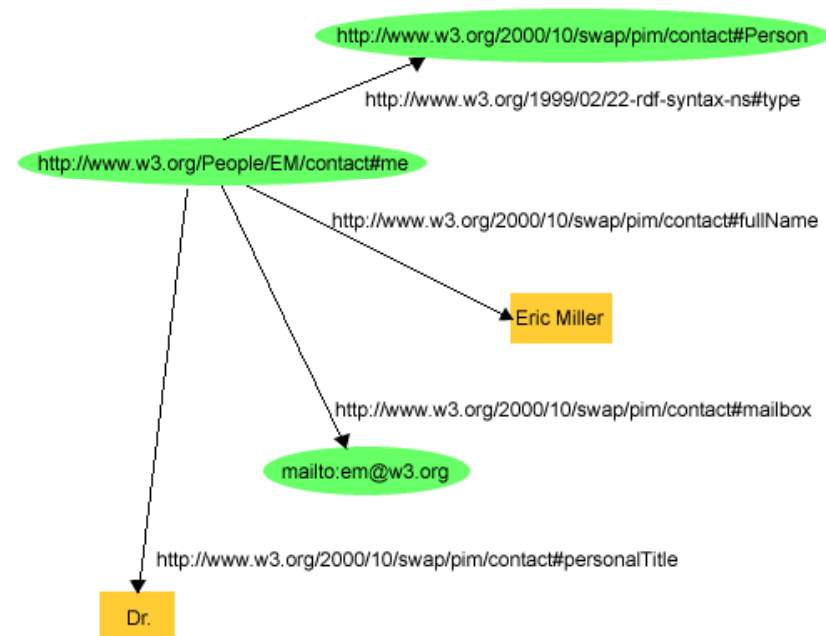 http://www.w3.org/2000/10/swap/pim/contact#Person
http://www.w3.org/1999/02/22-rdf-syntax-ns#type
http://www.w3.org/People/EM/contact#me
http://www.w3.org/2000/10/swap/pim/contact#fullName
Eric Miller
http://www.w3.org/2000/10/swap/pim/contact#mailbox
mailto:em@w3.org
http://www.w3.org/2000/10/swap/pim/contact#personalTitle
Dr.